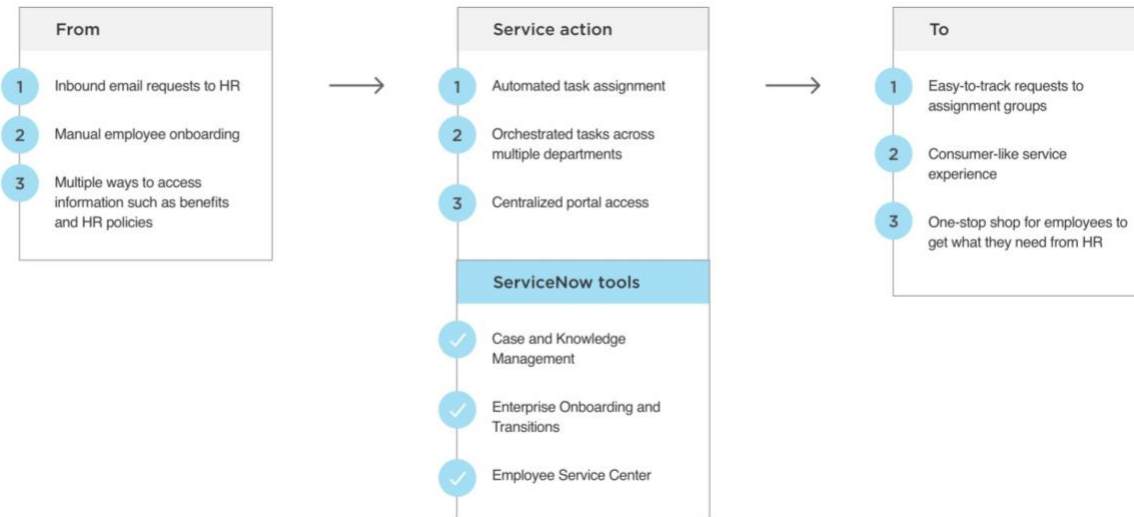 From
1 Inbound email requests to HR
2 Manual employee onboarding
3 Multiple ways to access
information such as benefits
and HR policies
Service action
1 Automated task assignment
2 Orchestrated tasks across
multiple departments
3 Centralized portal access
ServiceNow tools
Case and Knowledge
Management
Enterprise Onboarding and
Transitions
Employee Service Center
To
1 Easy-to-track requests to
assignment groups
2 Consumer-like service
experience
3 One-stop shop for employees to
get what they need from HR